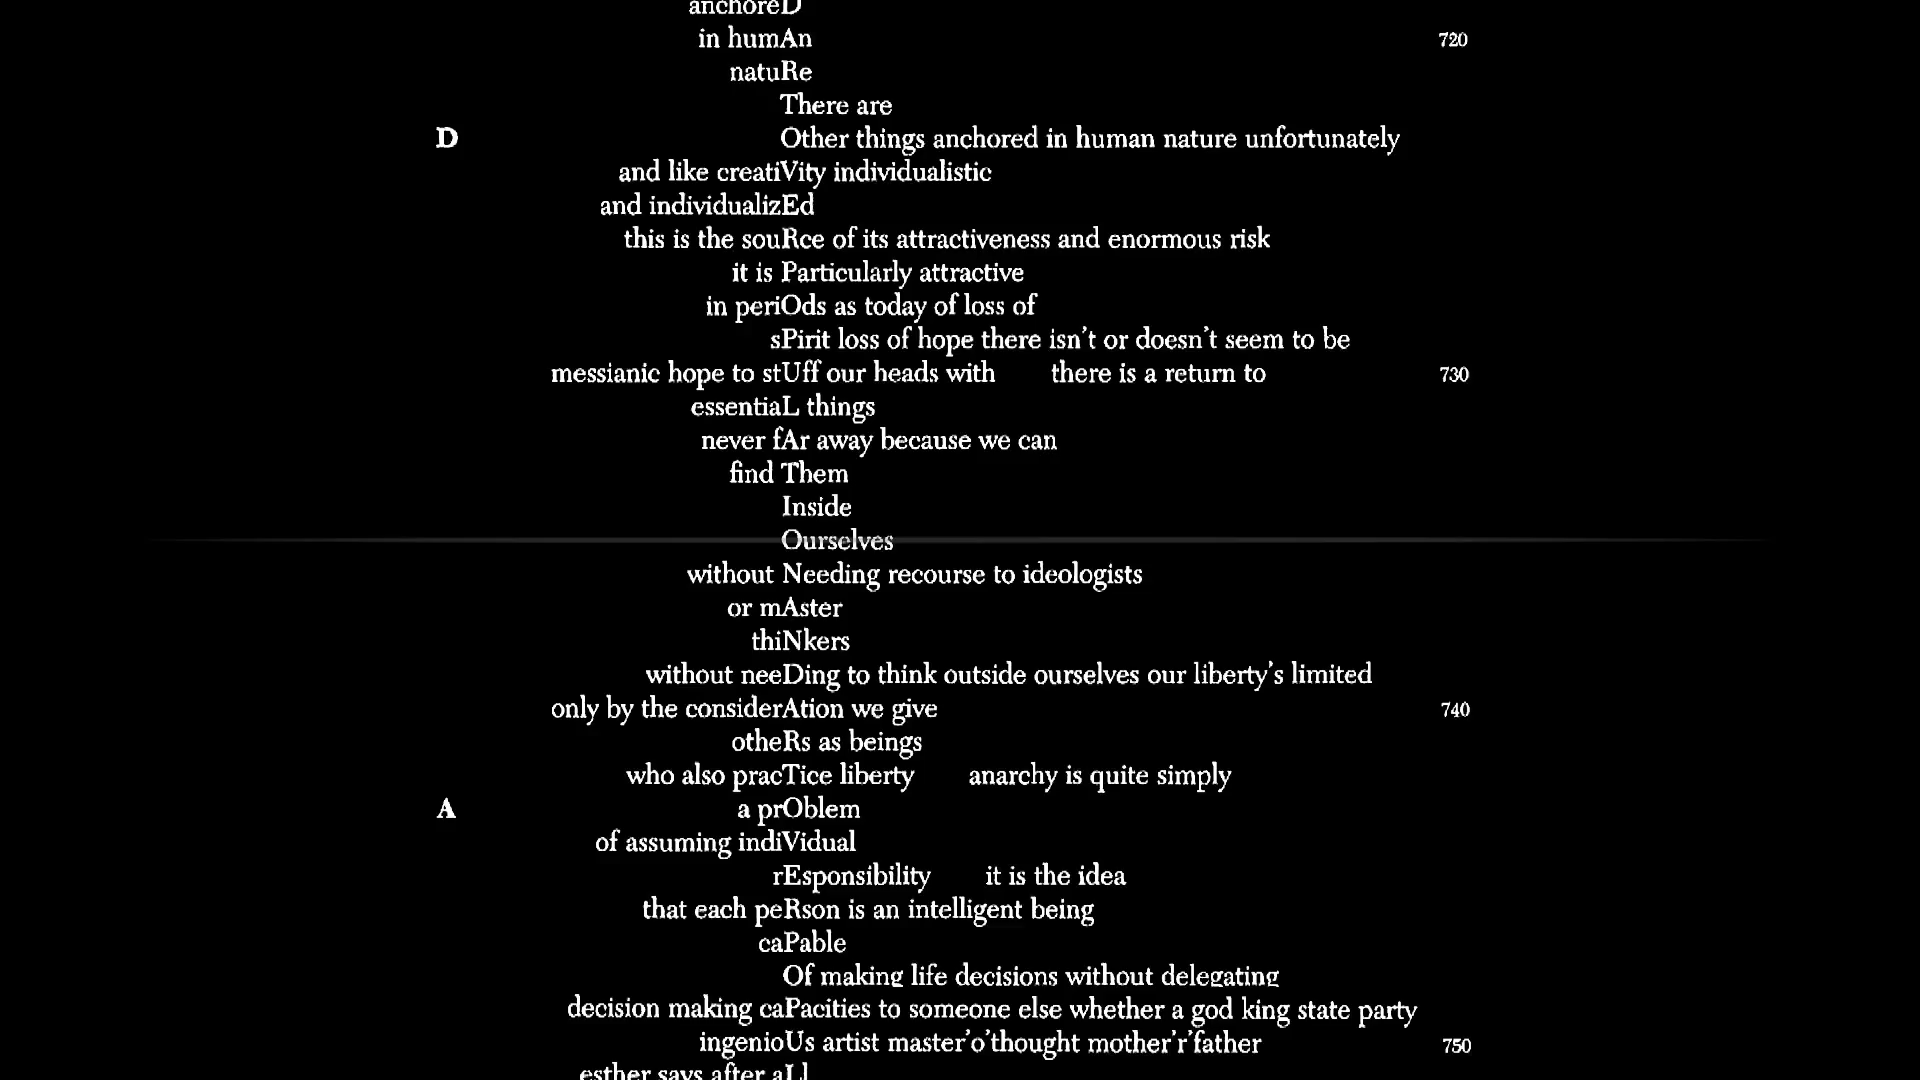 anchoreD
in humAn 720
natuRe
There are
D Other things anchored in human nature unfortunately
and like creatiVity individualistic
and individualizEd
this is the souRce of its attractiveness and enormous risk
it is Particularly attractive
in periOds as today of loss of
sPirit loss of hope there isn't or doesn't seem to be
messianic hope to stUff our heads with there is a return to 730
essentiaL things
never fAr away because we can
find Them
Inside
Ourselves
without Needing recourse to ideologists
or mAster
thiNkers
without neeDing to think outside ourselves our liberty's limited
only by the considerAtion we give 740
otheRs as beings
who also pracTice liberty anarchy is quite simply
A a prOblem
of assuming indiVidual
rEsponsibility it is the idea
that each peRson is an intelligent being
caPable
Of making life decisions without delegating
decision making caPacities to someone else whether a god king state party
ingenioUs artist master'o'thought mother'r'father 750
esther says after aLl